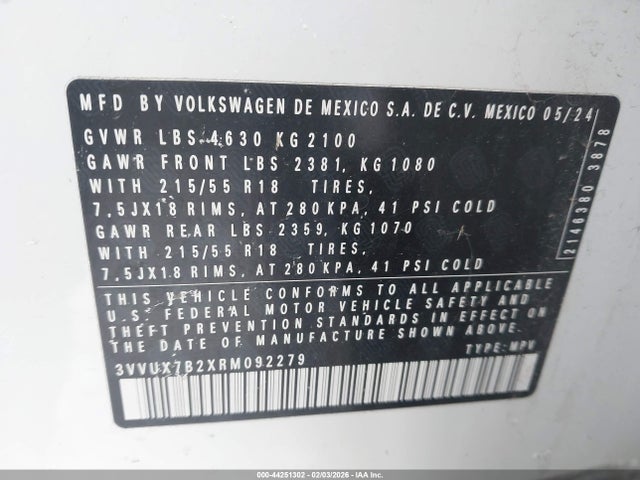 MFD BY VOLKSWAGEN DE MEXICO S.A. DE C.V. MEXICO 05/24
GVWR LBS 4,630 KG 2100
GAWR FRONT LBS 2381, KG 1080
WITH 215/55 R18 TIRES,
7,5JX18 RIMS, AT 280 KPA, 41 PSI COLD
GAWR REAR LBS 2359, KG 1070
WITH 215/55 R18 TIRES,
7,5JX18 RIMS, AT 280 KPA, 41 PSI COLD
THIS VEHICLE CONFORMS TO ALL APPLICABLE
U.S. FEDERAL MOTOR VEHICLE SAFETY AND
THEFT PREVENTION STANDARDS IN EFFECT ON
THE DATE OF MANUFACTURE SHOWN ABOVE.
3VVUX7B2XRM092279 TYPE: MPV
2146380 3878
000-44251302 - 02/03/2026 - IAA Inc.